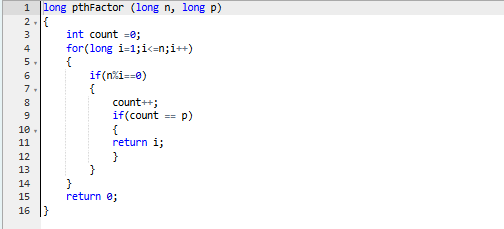 1 long pthFactor (long n, long p)
2 {
3     int count =0;
4     for(long i=1;i<=n;i++)
5     {
6         if(n%i==0)
7         {
8             count++;
9             if(count == p)
10             {
11             return i;
12             }
13         }
14     }
15     return 0;
16 }